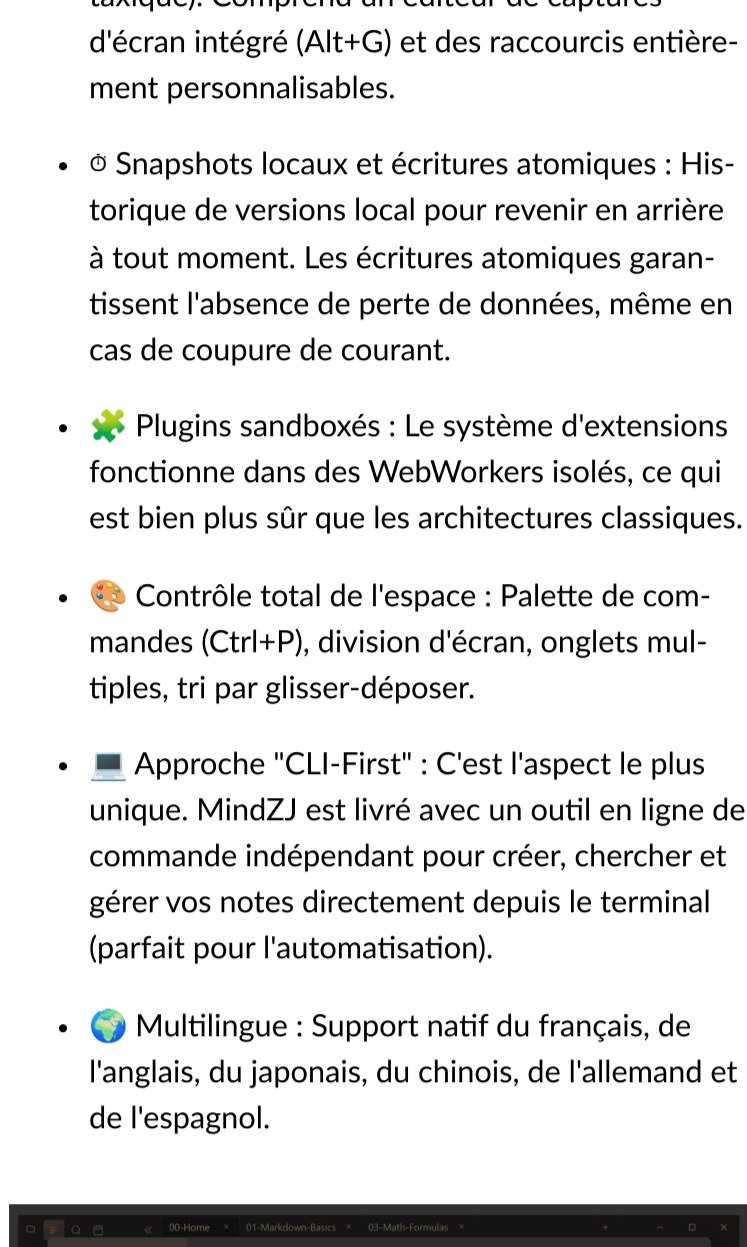 taxique). Comprend un éditeur de captures
d'écran intégré (Alt+G) et des raccourcis entière-
ment personnalisables.
• ⏱ Snapshots locaux et écritures atomiques : His-
torique de versions local pour revenir en arrière
à tout moment. Les écritures atomiques garan-
tissent l'absence de perte de données, même en
cas de coupure de courant.
• 🧩 Plugins sandboxés : Le système d'extensions
fonctionne dans des WebWorkers isolés, ce qui
est bien plus sûr que les architectures classiques.
• 🎨 Contrôle total de l'espace : Palette de com-
mandes (Ctrl+P), division d'écran, onglets mul-
tiples, tri par glisser-déposer.
• 💻 Approche "CLI-First" : C'est l'aspect le plus
unique. MindZJ est livré avec un outil en ligne de
commande indépendant pour créer, chercher et
gérer vos notes directement depuis le terminal
(parfait pour l'automatisation).
• 🌍 Multilingue : Support natif du français, de
l'anglais, du japonais, du chinois, de l'allemand et
de l'espagnol.
00-Home × 01-Markdown-Basics × 03-Math-Formulas ×